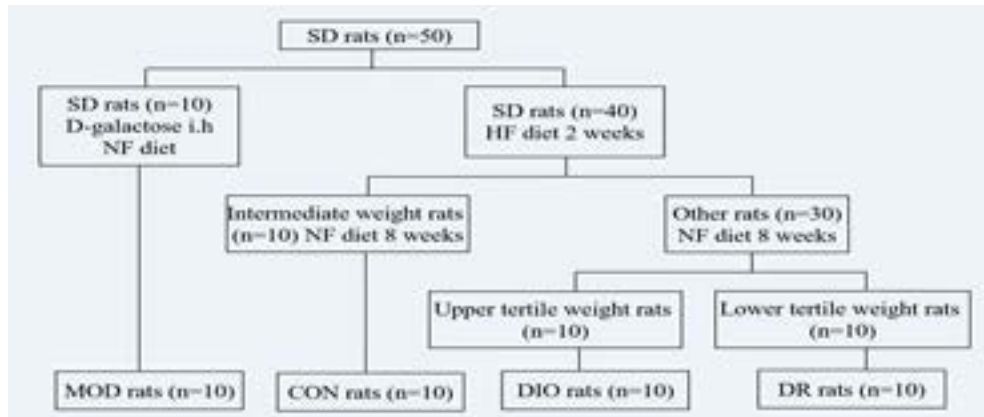 SD rats (n=50)
SD rats (n=10)
D-galactose i.h
NF diet
SD rats (n=40)
HF diet 2 weeks
Intermediate weight rats
(n=10) NF diet 8 weeks
Other rats (n=30)
NF diet 8 weeks
Upper tertile weight rats
(n=10)
Lower tertile weight rats
(n=10)
MOD rats (n=10)
CON rats (n=10)
DIO rats (n=10)
DR rats (n=10)